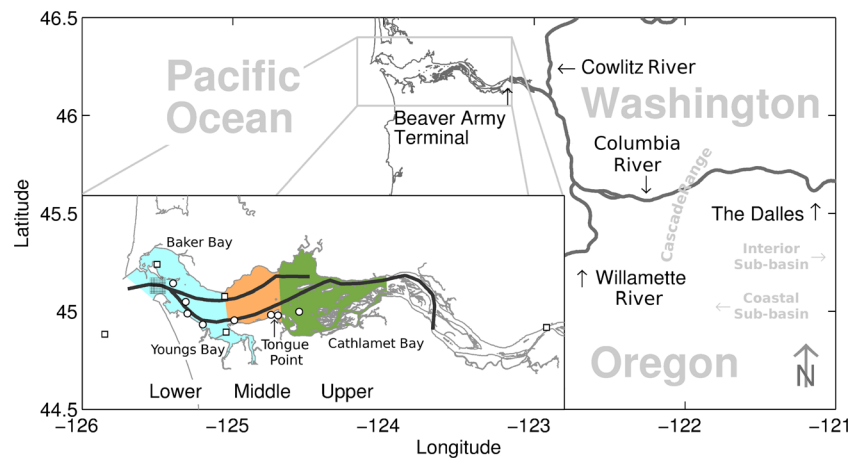 46.5
46
45.5
45
44.5
Latitude
Pacific
Ocean
Cowlitz River
Washington
Beaver Army
Terminal
Columbia
River
CascadeRange
The Dalles
Interior
Sub-basin
Coastal
Sub-basin
Willamette
River
Oregon
N
Baker Bay
Youngs Bay
Tongue
Point
Cathlamet Bay
Lower Middle Upper
−126 −125 −124 −123 −122 −121
Longitude